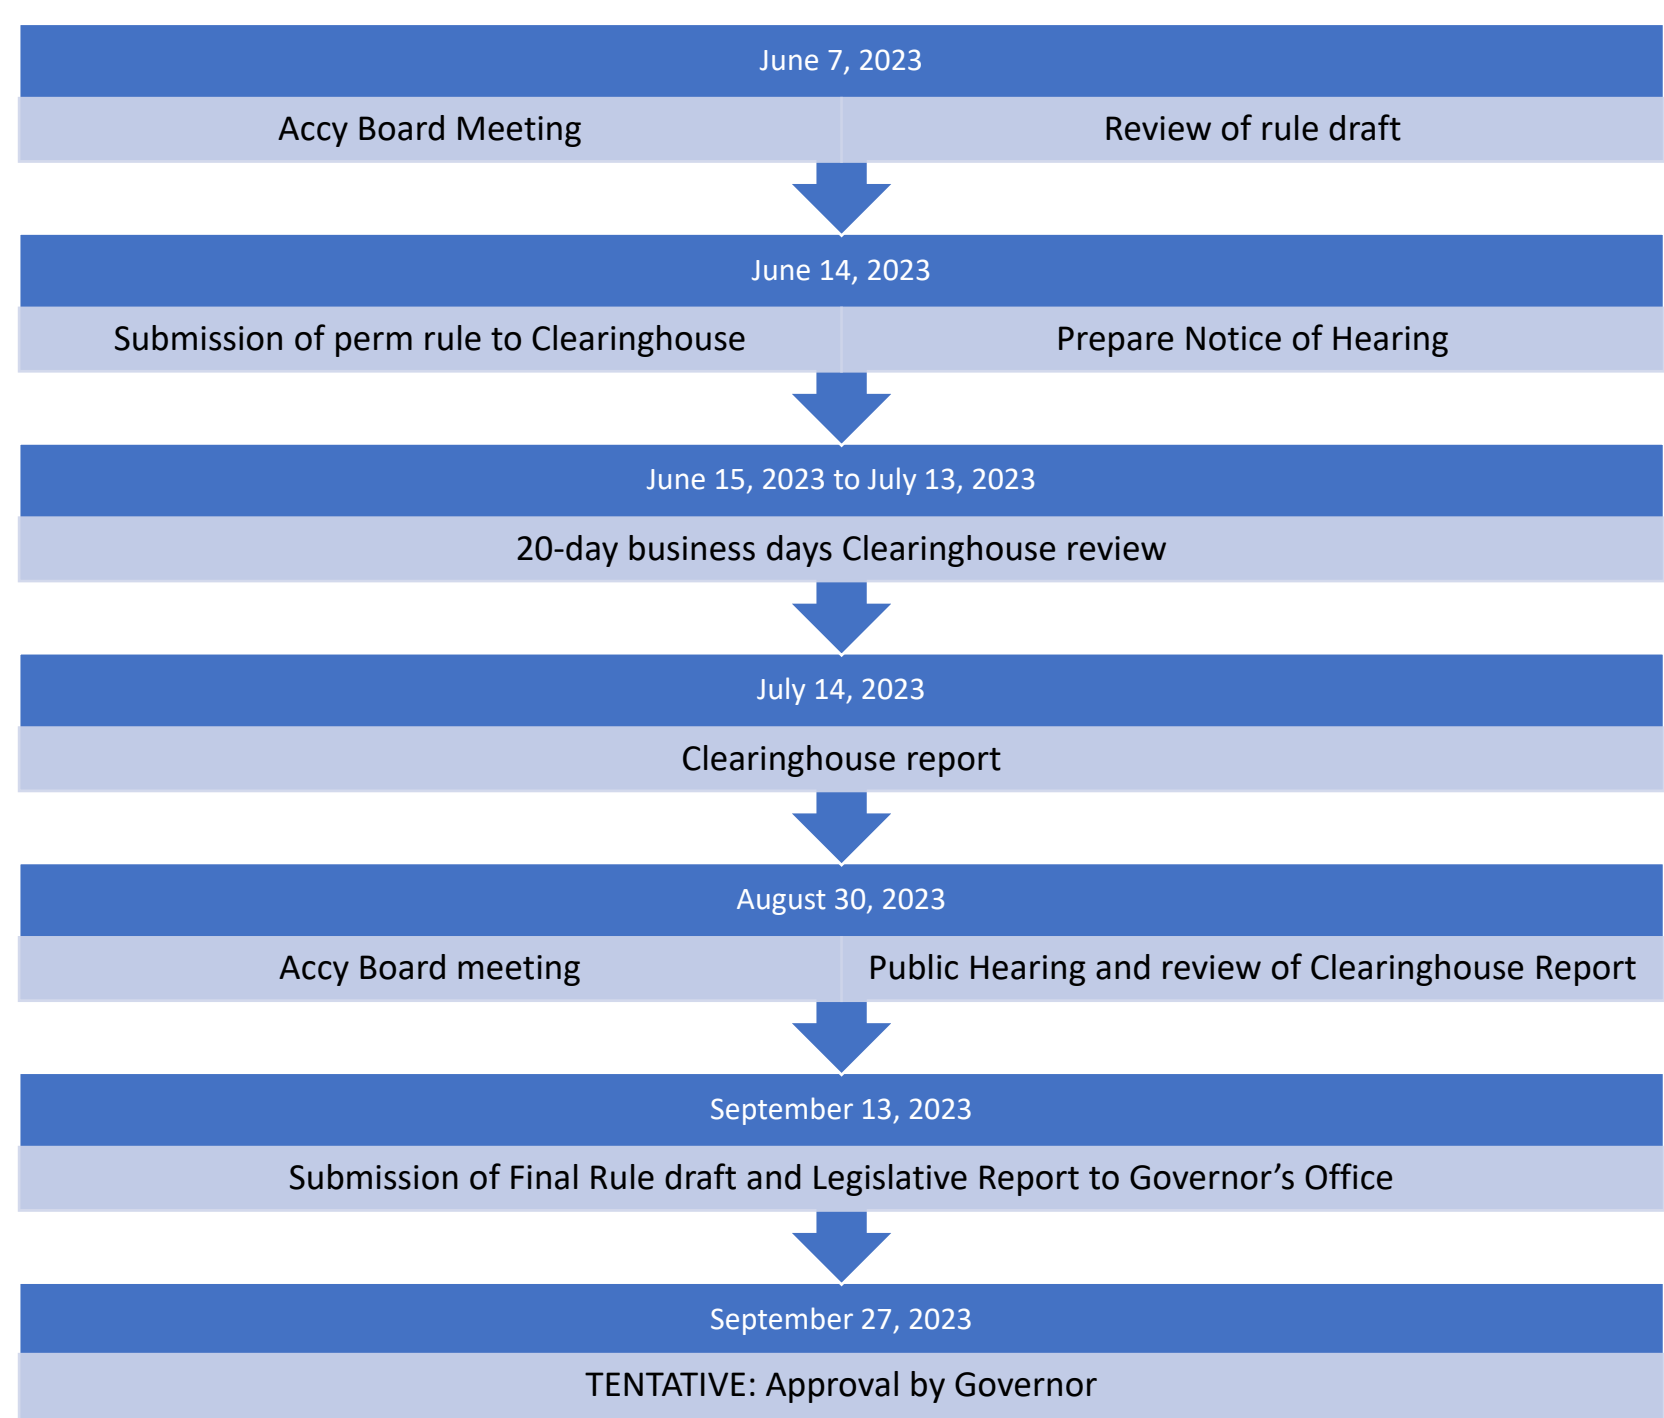 June 7, 2023
Accy Board Meeting
Review of rule draft
June 14, 2023
Submission of perm rule to Clearinghouse
Prepare Notice of Hearing
June 15, 2023 to July 13, 2023
20-day business days Clearinghouse review
July 14, 2023
Clearinghouse report
August 30, 2023
Accy Board meeting
Public Hearing and review of Clearinghouse Report
September 13, 2023
Submission of Final Rule draft and Legislative Report to Governor’s Office
September 27, 2023
TENTATIVE: Approval by Governor